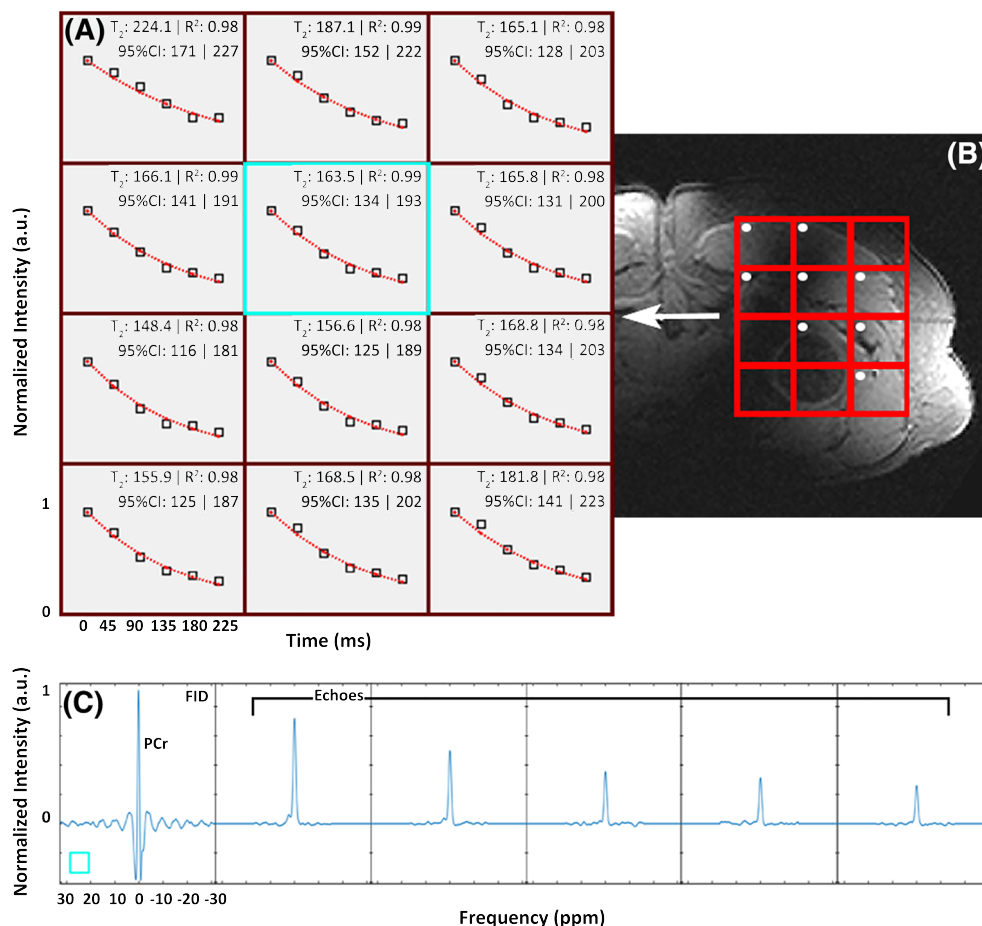 (A)
T2: 224.1 | R2: 0.98
95%CI: 171 | 227
T2: 187.1 | R2: 0.99
95%CI: 152 | 222
T2: 165.1 | R2: 0.98
95%CI: 128 | 203
T2: 166.1 | R2: 0.99
95%CI: 141 | 191
T2: 163.5 | R2: 0.99
95%CI: 134 | 193
T2: 165.8 | R2: 0.98
95%CI: 131 | 200
T2: 148.4 | R2: 0.98
95%CI: 116 | 181
T2: 156.6 | R2: 0.98
95%CI: 125 | 189
T2: 168.8 | R2: 0.98
95%CI: 134 | 203
T2: 155.9 | R2: 0.98
95%CI: 125 | 187
T2: 168.5 | R2: 0.98
95%CI: 135 | 202
T2: 181.8 | R2: 0.98
95%CI: 141 | 223
Normalized Intensity (a.u.)
1
0
0 45 90 135 180 225
Time (ms)
(B)
(C)
FID
Echoes
PCr
Normalized Intensity (a.u.)
1
0
30 20 10 0 -10 -20 -30
Frequency (ppm)